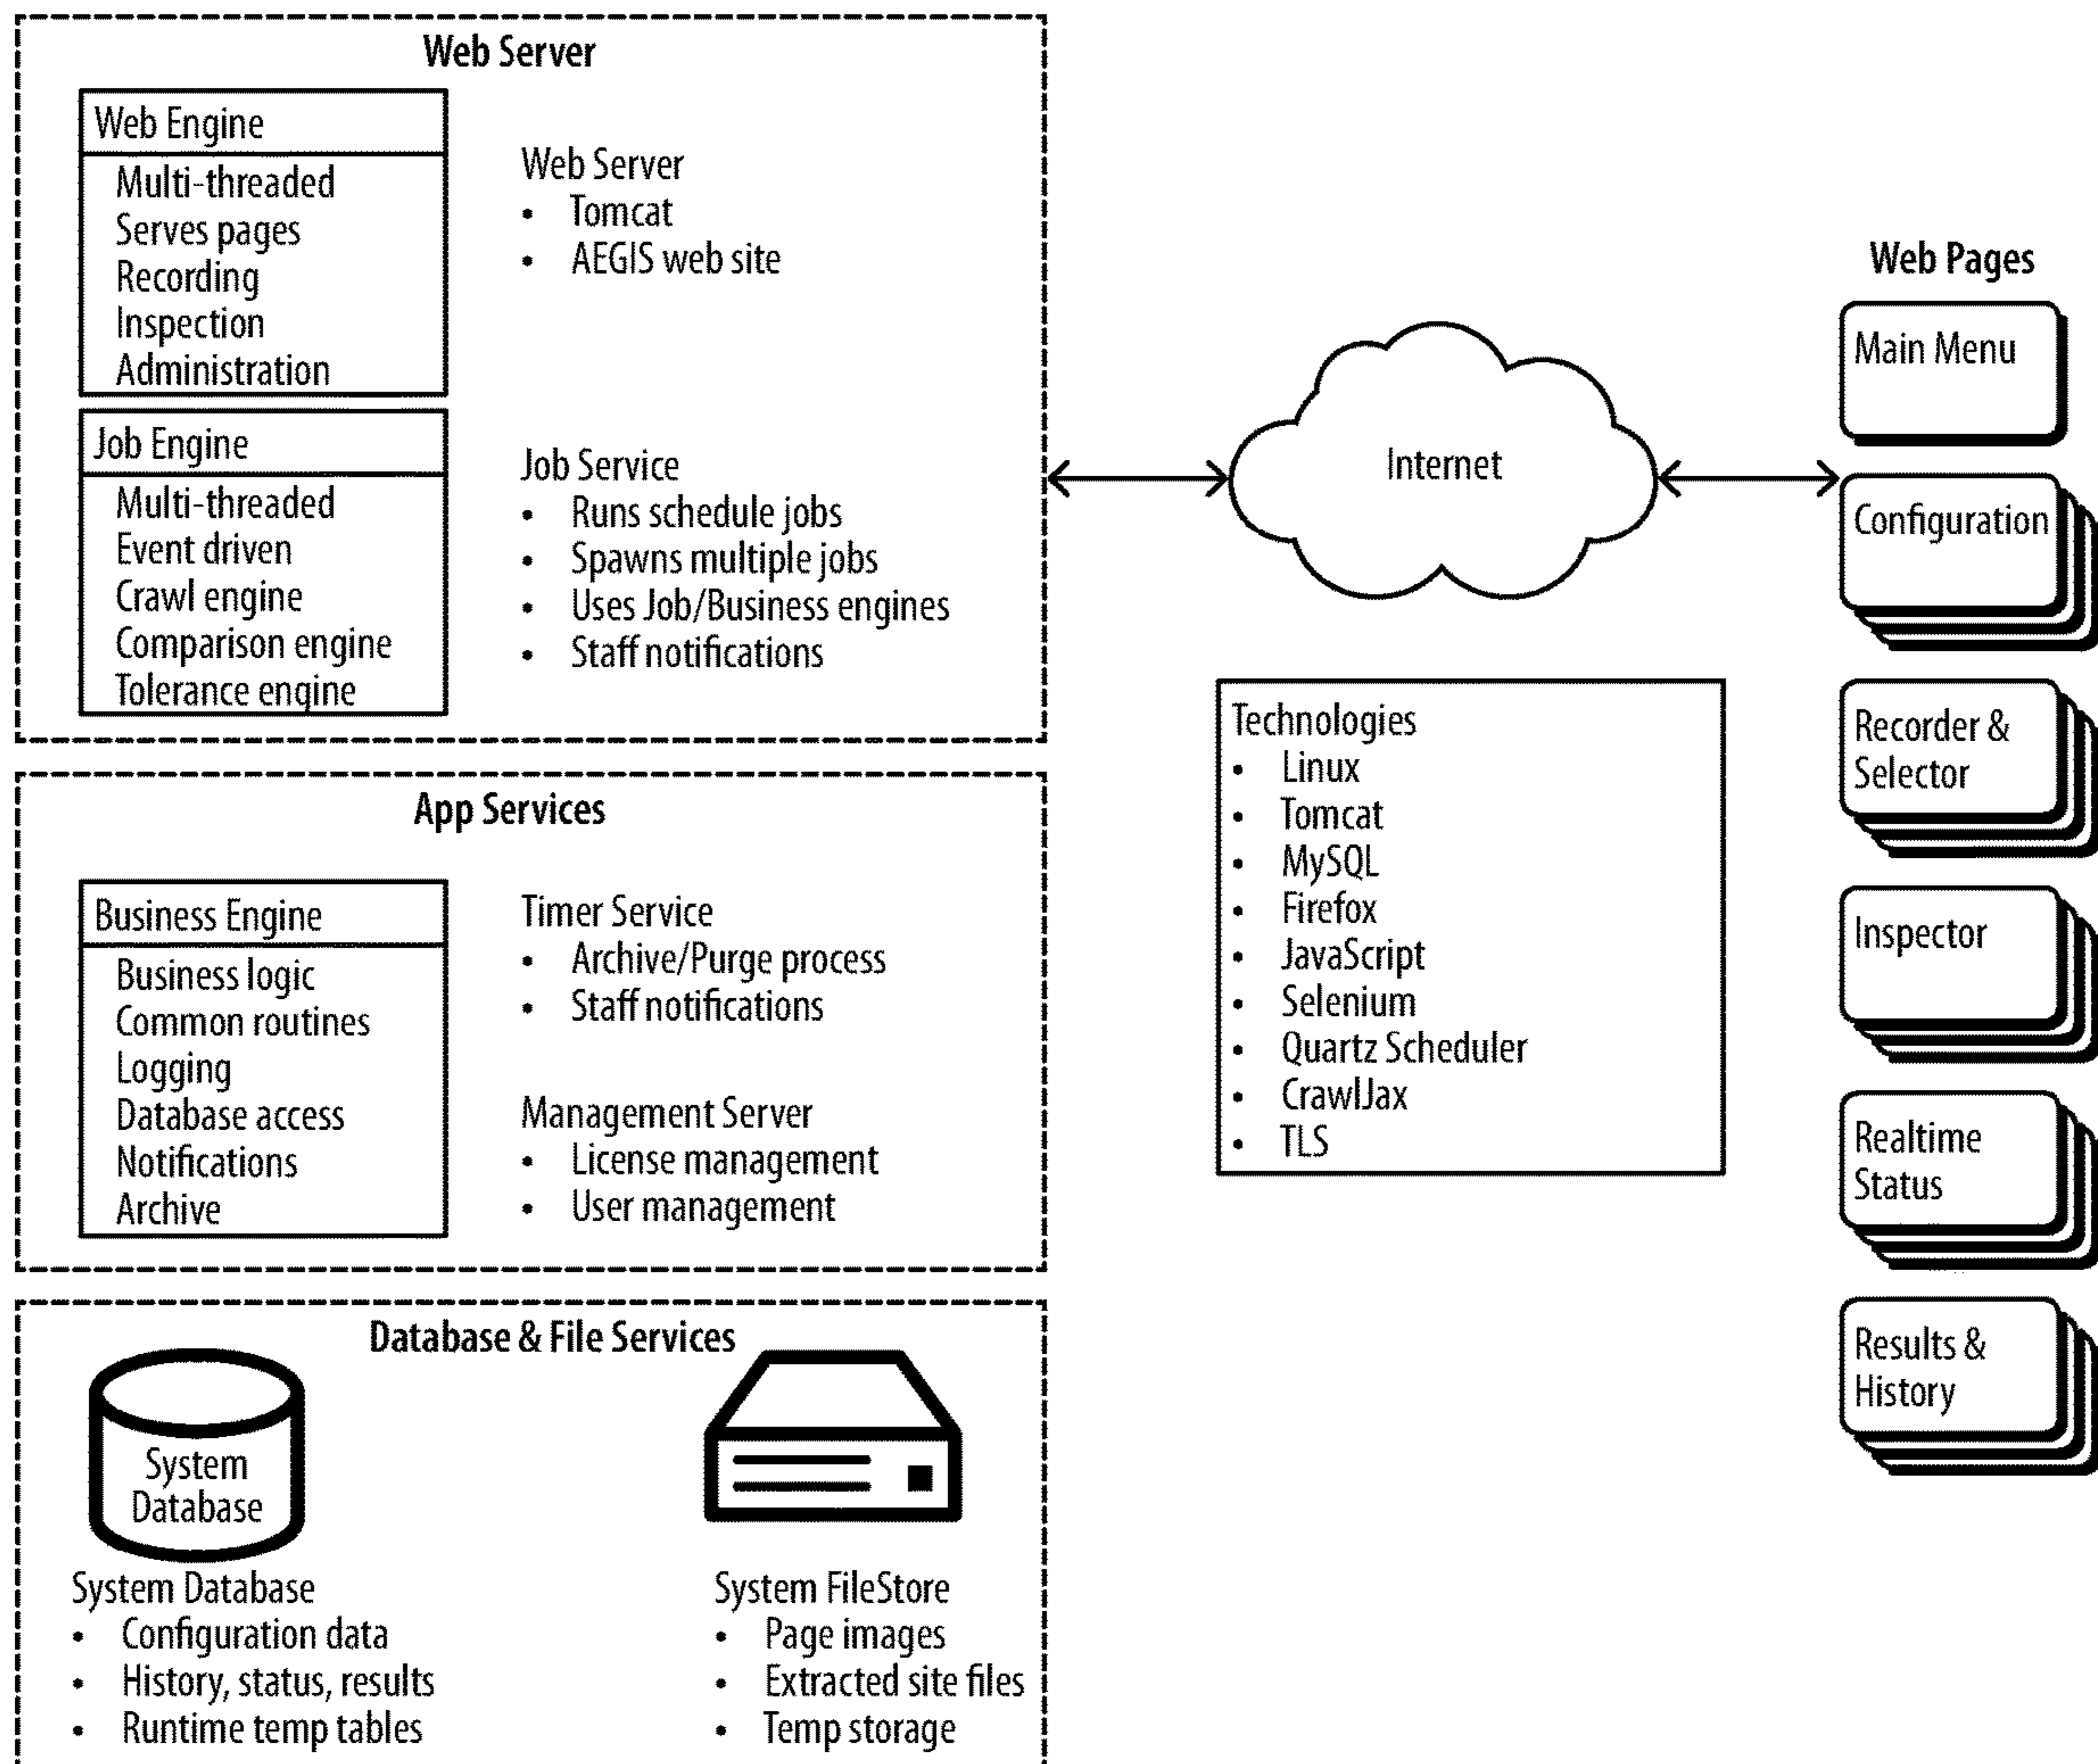 Web Server
Web Engine
Multi-threaded
Serves pages
Recording
Inspection
Administration
Web Server
• Tomcat
• AEGIS web site
Job Engine
Multi-threaded
Event driven
Crawl engine
Comparison engine
Tolerance engine
Job Service
• Runs schedule jobs
• Spawns multiple jobs
• Uses Job/Business engines
• Staff notifications
App Services
Business Engine
Business logic
Common routines
Logging
Database access
Notifications
Archive
Timer Service
• Archive/Purge process
• Staff notifications
Management Server
• License management
• User management
Database & File Services
System
Database
System Database
• Configuration data
• History, status, results
• Runtime temp tables
System FileStore
• Page images
• Extracted site files
• Temp storage
Internet
Technologies
• Linux
• Tomcat
• MySQL
• Firefox
• JavaScript
• Selenium
• Quartz Scheduler
• CrawlJax
• TLS
Web Pages
Main Menu
Configuration
Recorder &
Selector
Inspector
Realtime
Status
Results &
History